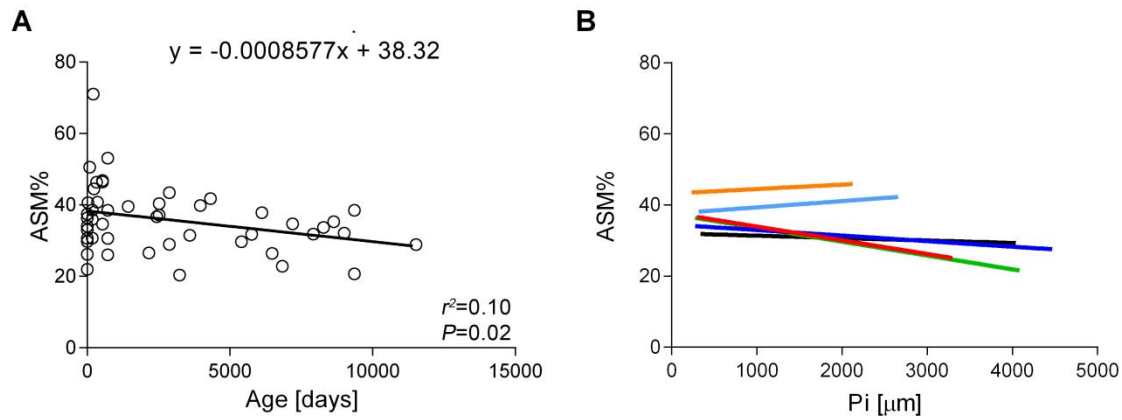 A
y = -0.0008577x + 38.32
80
60
40
20
0
ASM%
r²=0.10
P=0.02
0 5000 10000 15000
Age [days]
B
80
60
40
20
0
ASM%
0 1000 2000 3000 4000 5000
Pi [μm]